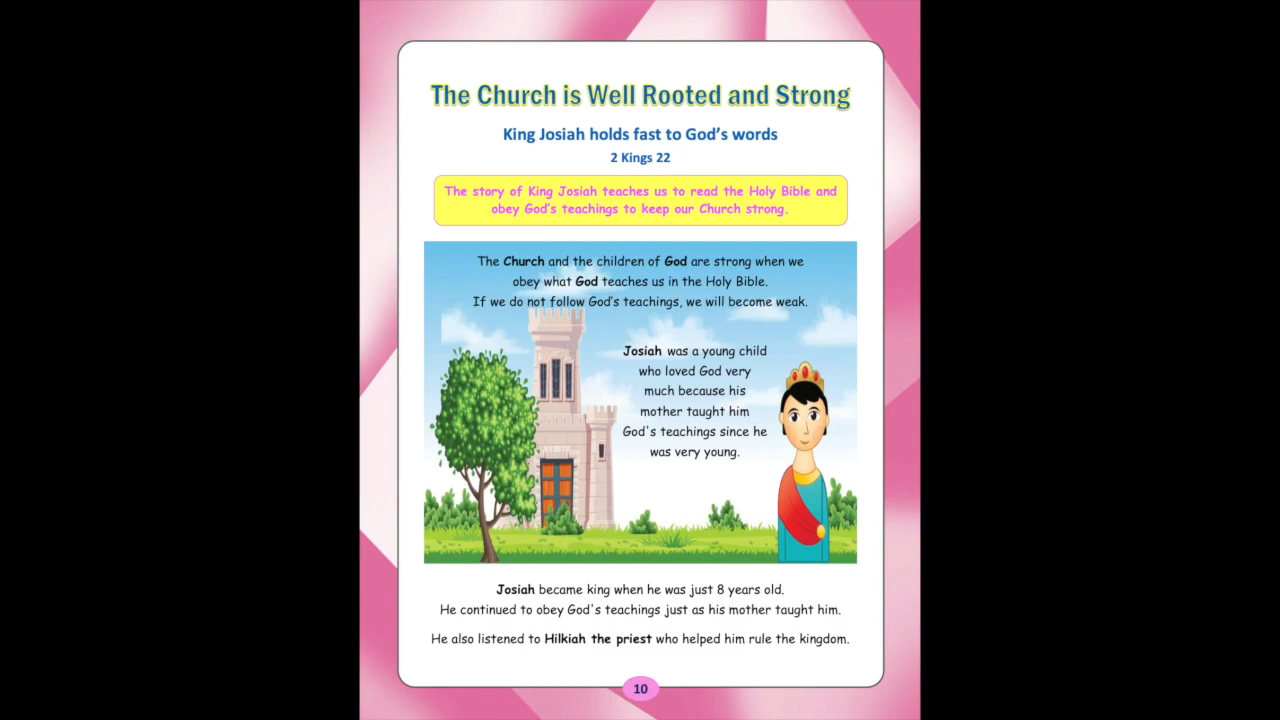 The Church is Well Rooted and Strong
King Josiah holds fast to God's words
2 Kings 22
The story of King Josiah teaches us to read the Holy Bible and
obey God's teachings to keep our Church strong.
The Church and the children of God are strong when we
obey what God teaches us in the Holy Bible.
If we do not follow God's teachings, we will become weak.
Josiah was a young child
who loved God very
much because his
mother taught him
God's teachings since he
was very young.
Josiah became king when he was just 8 years old.
He continued to obey God's teachings just as his mother taught him.
He also listened to Hilkiah the priest who helped him rule the kingdom.
10